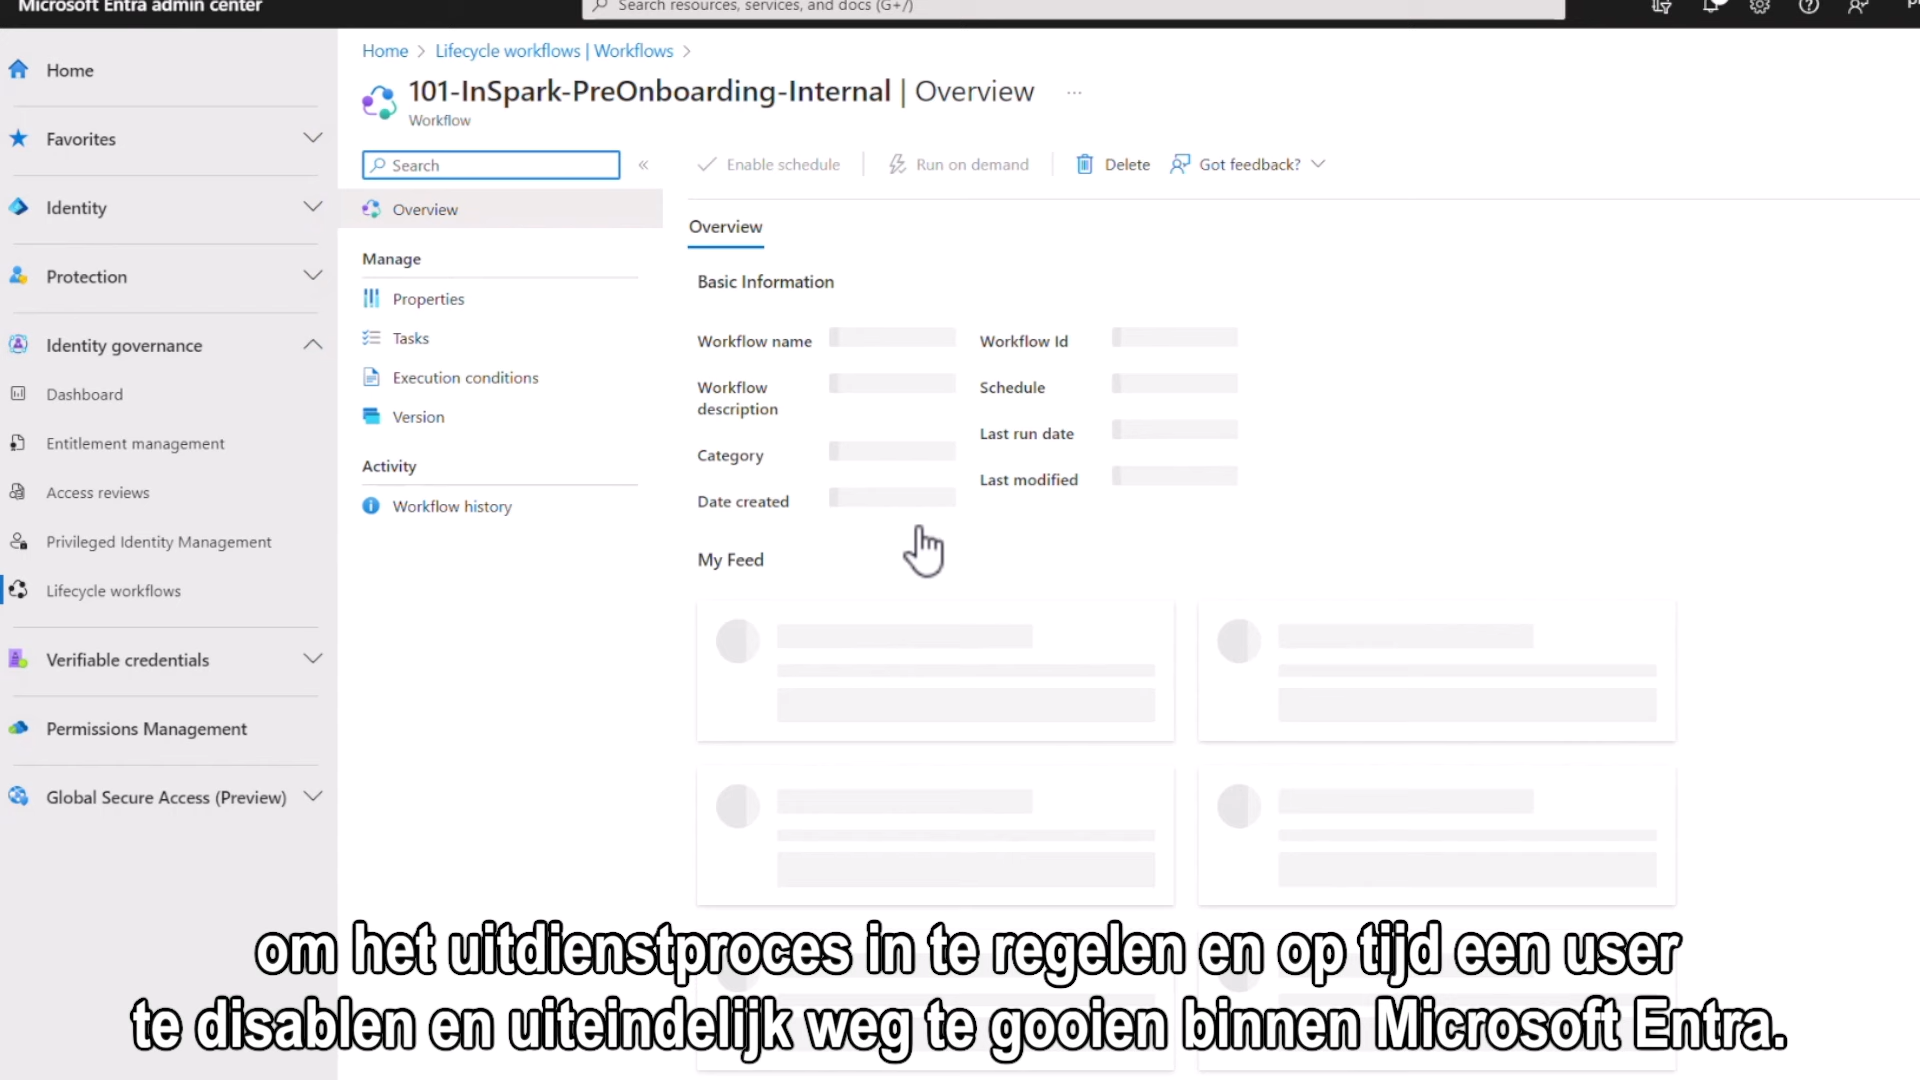 Microsoft Entra admin center
Search resources, services, and docs (G+/)
Home
Favorites
Identity
Protection
Identity governance
Dashboard
Entitlement management
Access reviews
Privileged Identity Management
Lifecycle workflows
Verifiable credentials
Permissions Management
Global Secure Access (Preview)
Home > Lifecycle workflows | Workflows >
101-InSpark-PreOnboarding-Internal | Overview ...
Workflow
Search «
Overview
Manage
Properties
Tasks
Execution conditions
Version
Activity
Workflow history
Enable schedule Run on demand Delete Got feedback?
Overview
Basic Information
Workflow name
Workflow description
Category
Date created
Workflow Id
Schedule
Last run date
Last modified
My Feed
om het uitdienstproces in te regelen en op tijd een user
te disablen en uiteindelijk weg te gooien binnen Microsoft Entra.